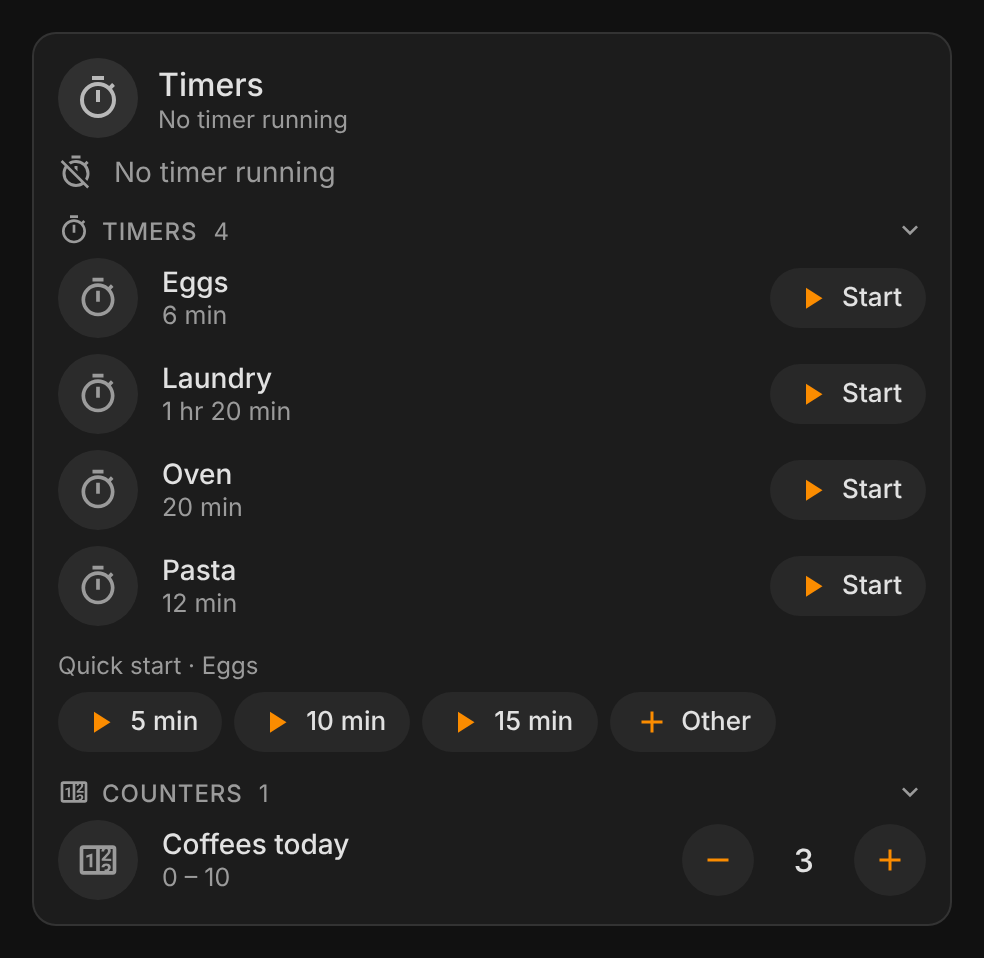 Timers
No timer running
No timer running
TIMERS 4
Eggs
6 min
Start
Laundry
1 hr 20 min
Start
Oven
20 min
Start
Pasta
12 min
Start
Quick start · Eggs
5 min
10 min
15 min
Other
COUNTERS 1
Coffees today
0 – 10
3